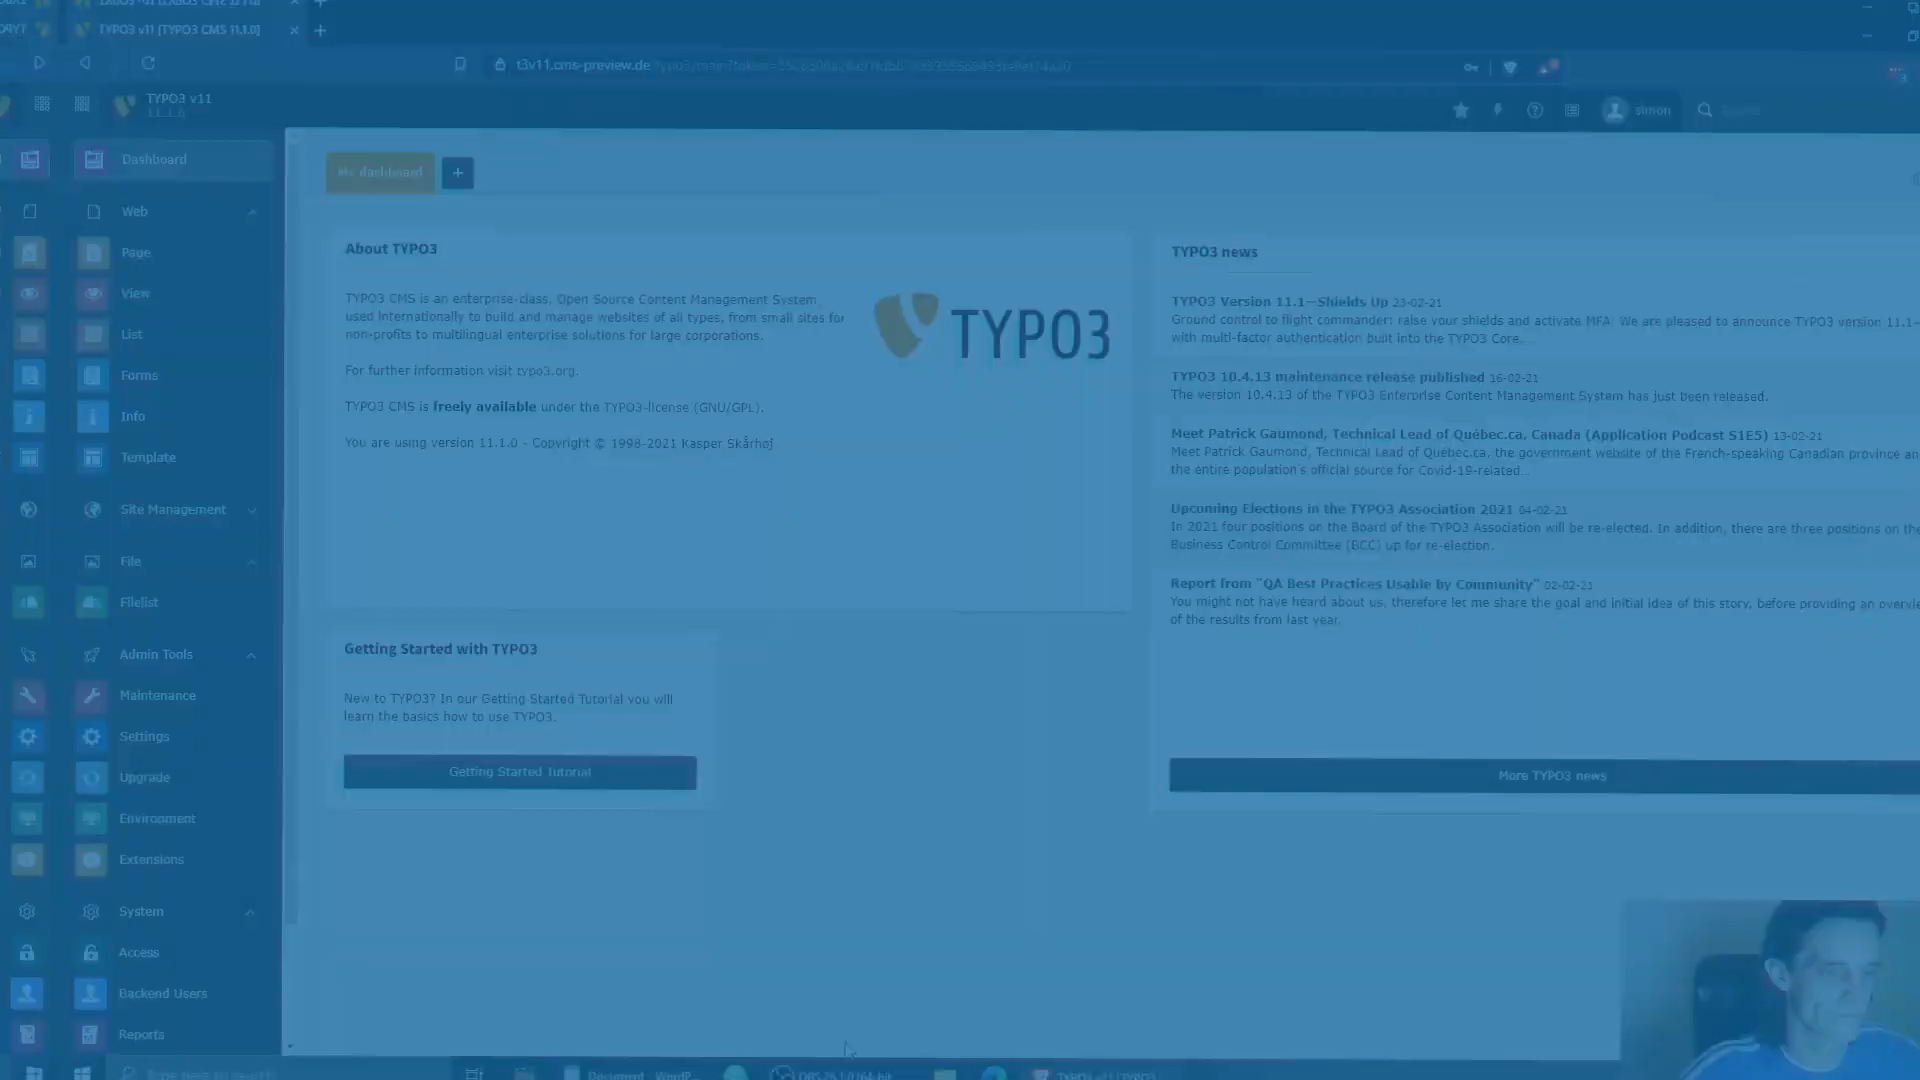 TYPO3 v11 [TYPO3 CMS 11.1.0]
t3v11.cms-preview.de
TYPO3 v11
11.1.0
simon
Dashboard
Web
Page
View
List
Forms
Info
Template
Site Management
File
Filelist
Admin Tools
Maintenance
Settings
Upgrade
Environment
Extensions
System
Access
Backend Users
Reports
My dashboard
+
About TYPO3
TYPO3 CMS is an enterprise-class, Open Source Content Management System
used internationally to build and manage websites of all types, from small sites for
non-profits to multilingual enterprise solutions for large corporations.
For further information visit typo3.org.
TYPO3 CMS is freely available under the TYPO3-license (GNU/GPL).
You are using version 11.1.0 - Copyright © 1998-2021 Kasper Skårhøj
TYPO3
Getting Started with TYPO3
New to TYPO3? In our Getting Started Tutorial you will
learn the basics how to use TYPO3.
Getting Started Tutorial
TYPO3 news
TYPO3 Version 11.1—Shields Up 23-02-21
Ground control to flight commander: raise your shields and activate MFA! We are pleased to announce TYPO3 version 11.1—
with multi-factor authentication built into the TYPO3 Core...
TYPO3 10.4.13 maintenance release published 16-02-21
The version 10.4.13 of the TYPO3 Enterprise Content Management System has just been released.
Meet Patrick Gaumond, Technical Lead of Québec.ca, Canada (Application Podcast S1E5) 13-02-21
Meet Patrick Gaumond, Technical Lead of Québec.ca, the government website of the French-speaking Canadian province an
the entire population's official source for Covid-19-related...
Upcoming Elections in the TYPO3 Association 2021 04-02-21
In 2021 four positions on the Board of the TYPO3 Association will be re-elected. In addition, there are three positions on the
Business Control Committee (BCC) up for re-election.
Report from "QA Best Practices Usable by Community" 02-02-21
You might not have heard about us, therefore let me share the goal and initial idea of this story, before providing an overvie
of the results from last year.
More TYPO3 news
Document - WordP...
OBS 26.1.0 (64-bit